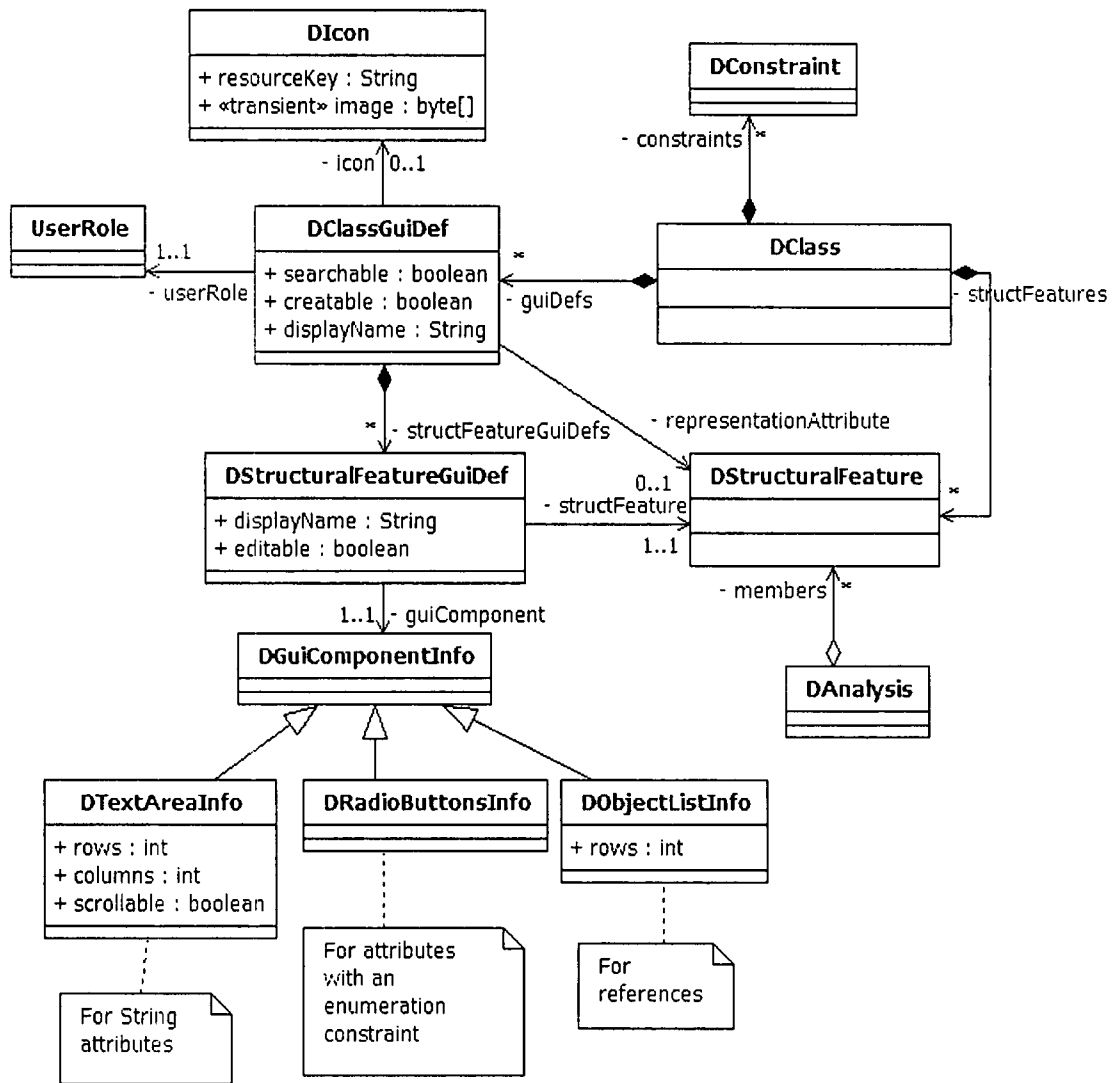 DIcon
+ resourceKey : String
+ «transient» image : byte[]
- icon 0..1
DConstraint
- constraints *
UserRole
1..1
- userRole
DClassGuiDef
+ searchable : boolean
+ creatable : boolean
+ displayName : String
*
- guiDefs
DClass
- structFeatures
* - structFeatureGuiDefs
- representationAttribute
DStructuralFeatureGuiDef
+ displayName : String
+ editable : boolean
0..1
- structFeature
1..1
DStructuralFeature
*
1..1 - guiComponent
- members *
DGuiComponentInfo
DAnalysis
DTextAreaInfo
+ rows : int
+ columns : int
+ scrollable : boolean
DRadioButtonsInfo
DObjectListInfo
+ rows : int
For String
attributes
For attributes
with an
enumeration
constraint
For
references